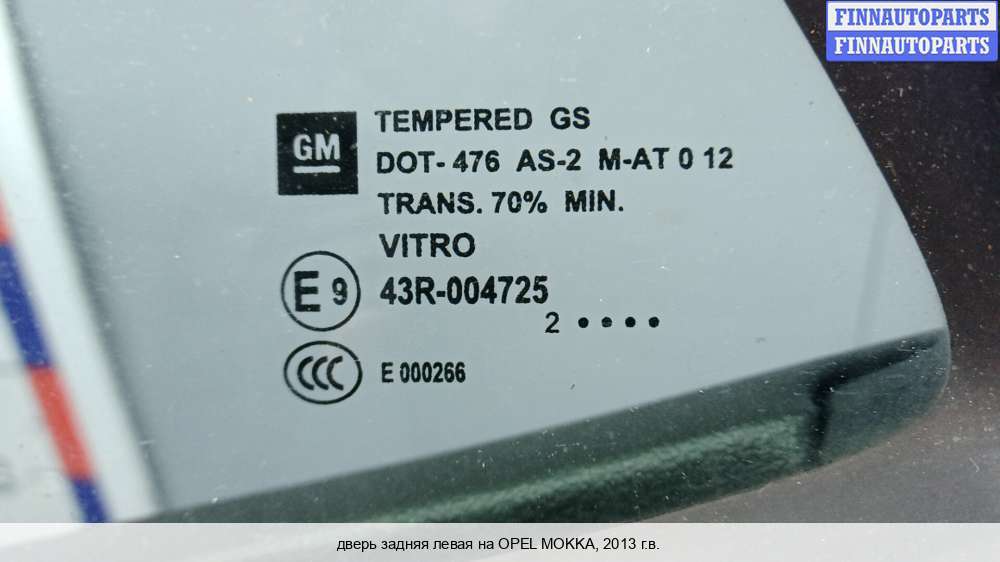 FINNAUTOPARTS
FINNAUTOPARTS
GM
TEMPERED GS
DOT- 476 AS-2 M-AT 0 12
TRANS. 70% MIN.
VITRO
E 9
43R-004725
2 ● ● ● ●
CCC
E 000266
дверь задняя левая на OPEL MOKKA, 2013 г.в.